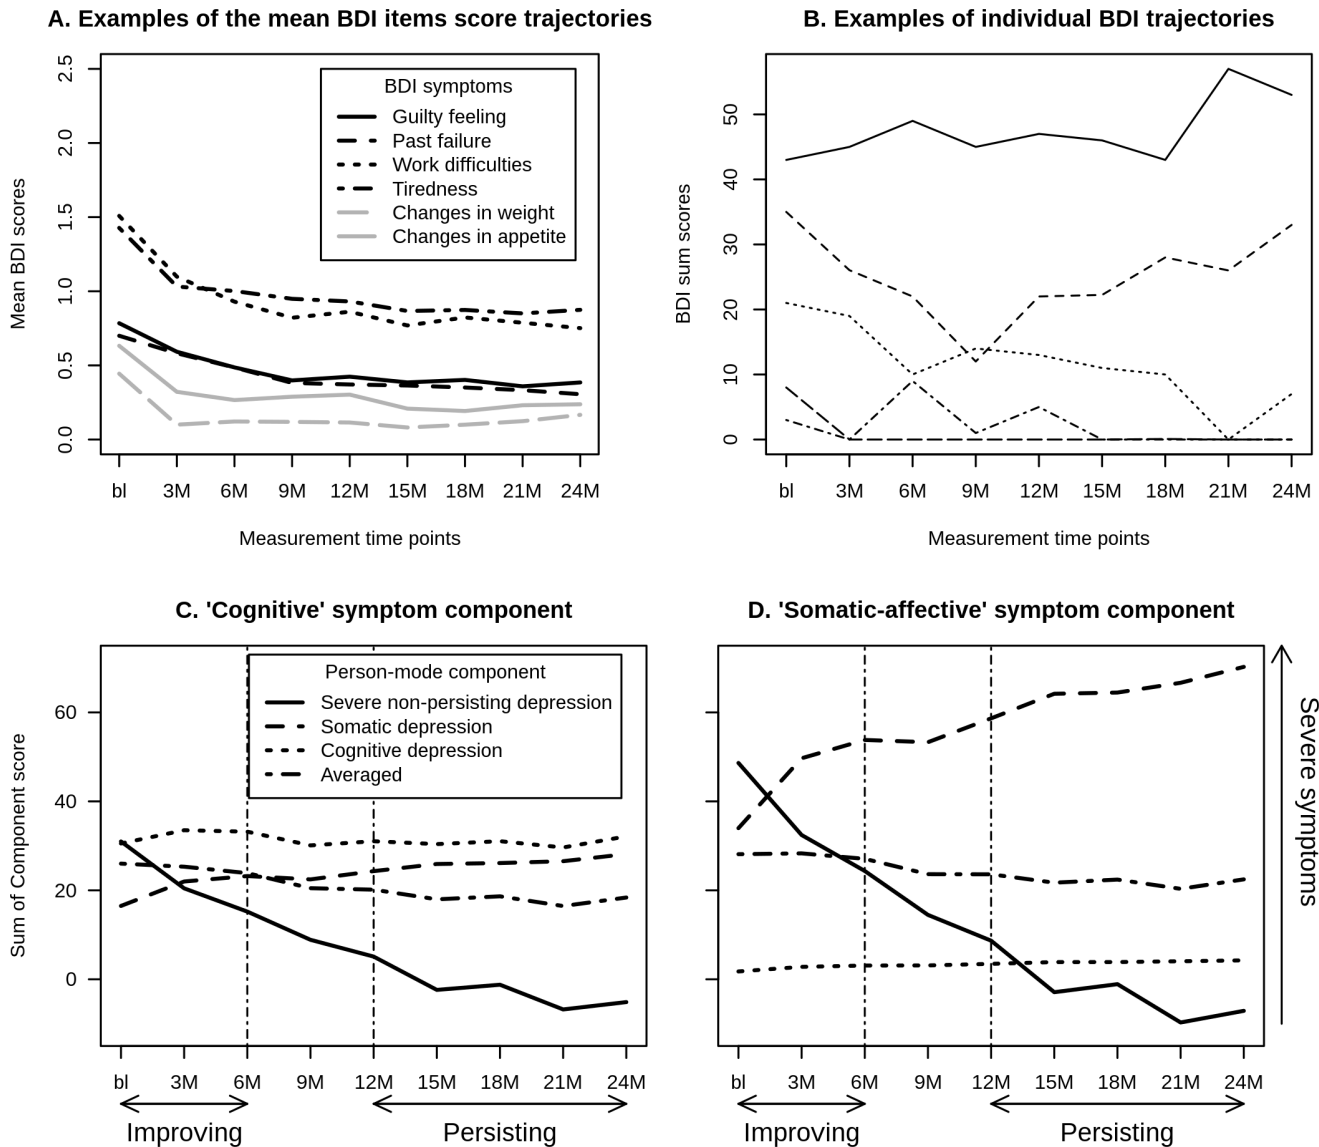 A. Examples of the mean BDI items score trajectories
Mean BDI scores
2.5
2.0
1.5
1.0
0.5
0.0
BDI symptoms
Guilty feeling
Past failure
Work difficulties
Tiredness
Changes in weight
Changes in appetite
bl 3M 6M 9M 12M 15M 18M 21M 24M
Measurement time points
B. Examples of individual BDI trajectories
BDI sum scores
50
40
30
20
10
0
bl 3M 6M 9M 12M 15M 18M 21M 24M
Measurement time points
C. 'Cognitive' symptom component
Sum of Component score
60
40
20
0
Person-mode component
Severe non-persisting depression
Somatic depression
Cognitive depression
Averaged
bl 3M 6M 9M 12M 15M 18M 21M 24M
Improving Persisting
D. 'Somatic-affective' symptom component
bl 3M 6M 9M 12M 15M 18M 21M 24M
Improving Persisting
Severe symptoms